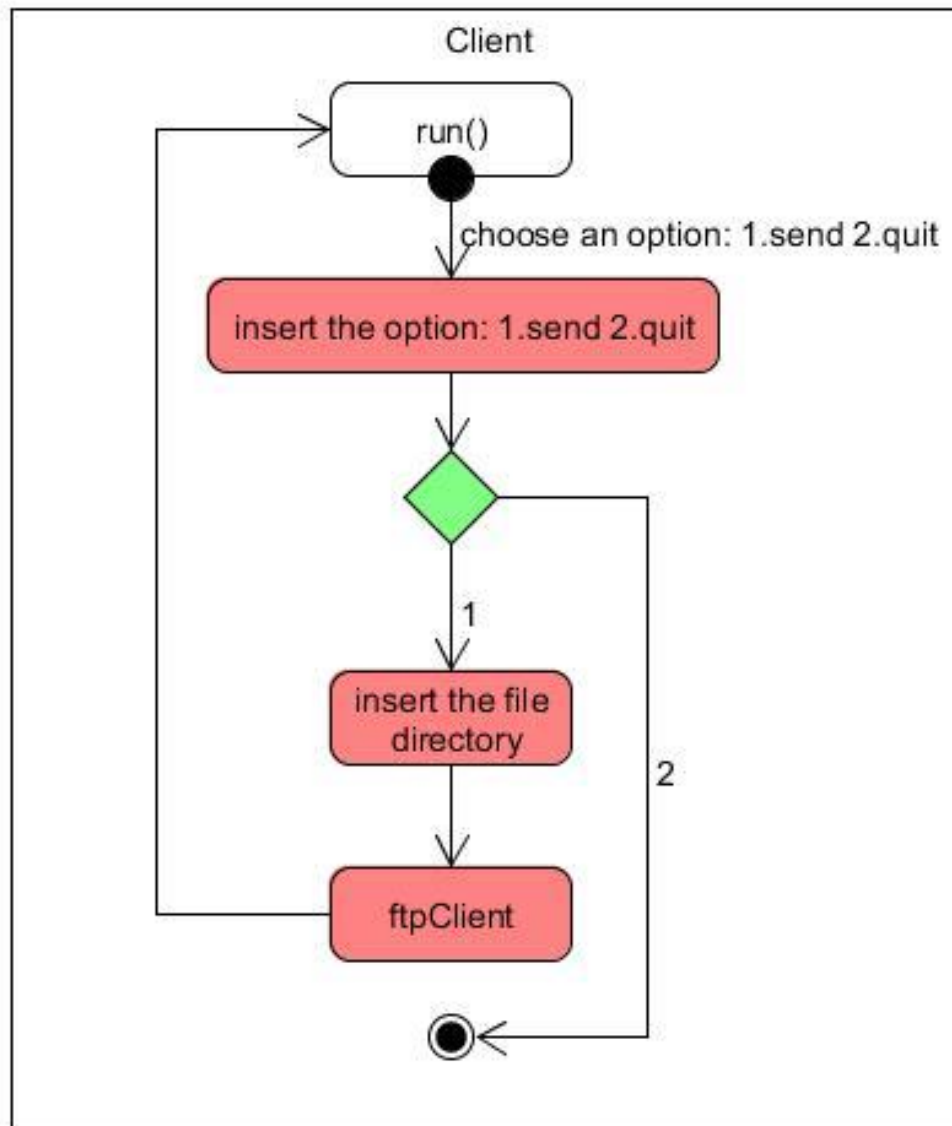 Client
run()
choose an option: 1.send 2.quit
insert the option: 1.send 2.quit
1
insert the file
directory
2
ftpClient